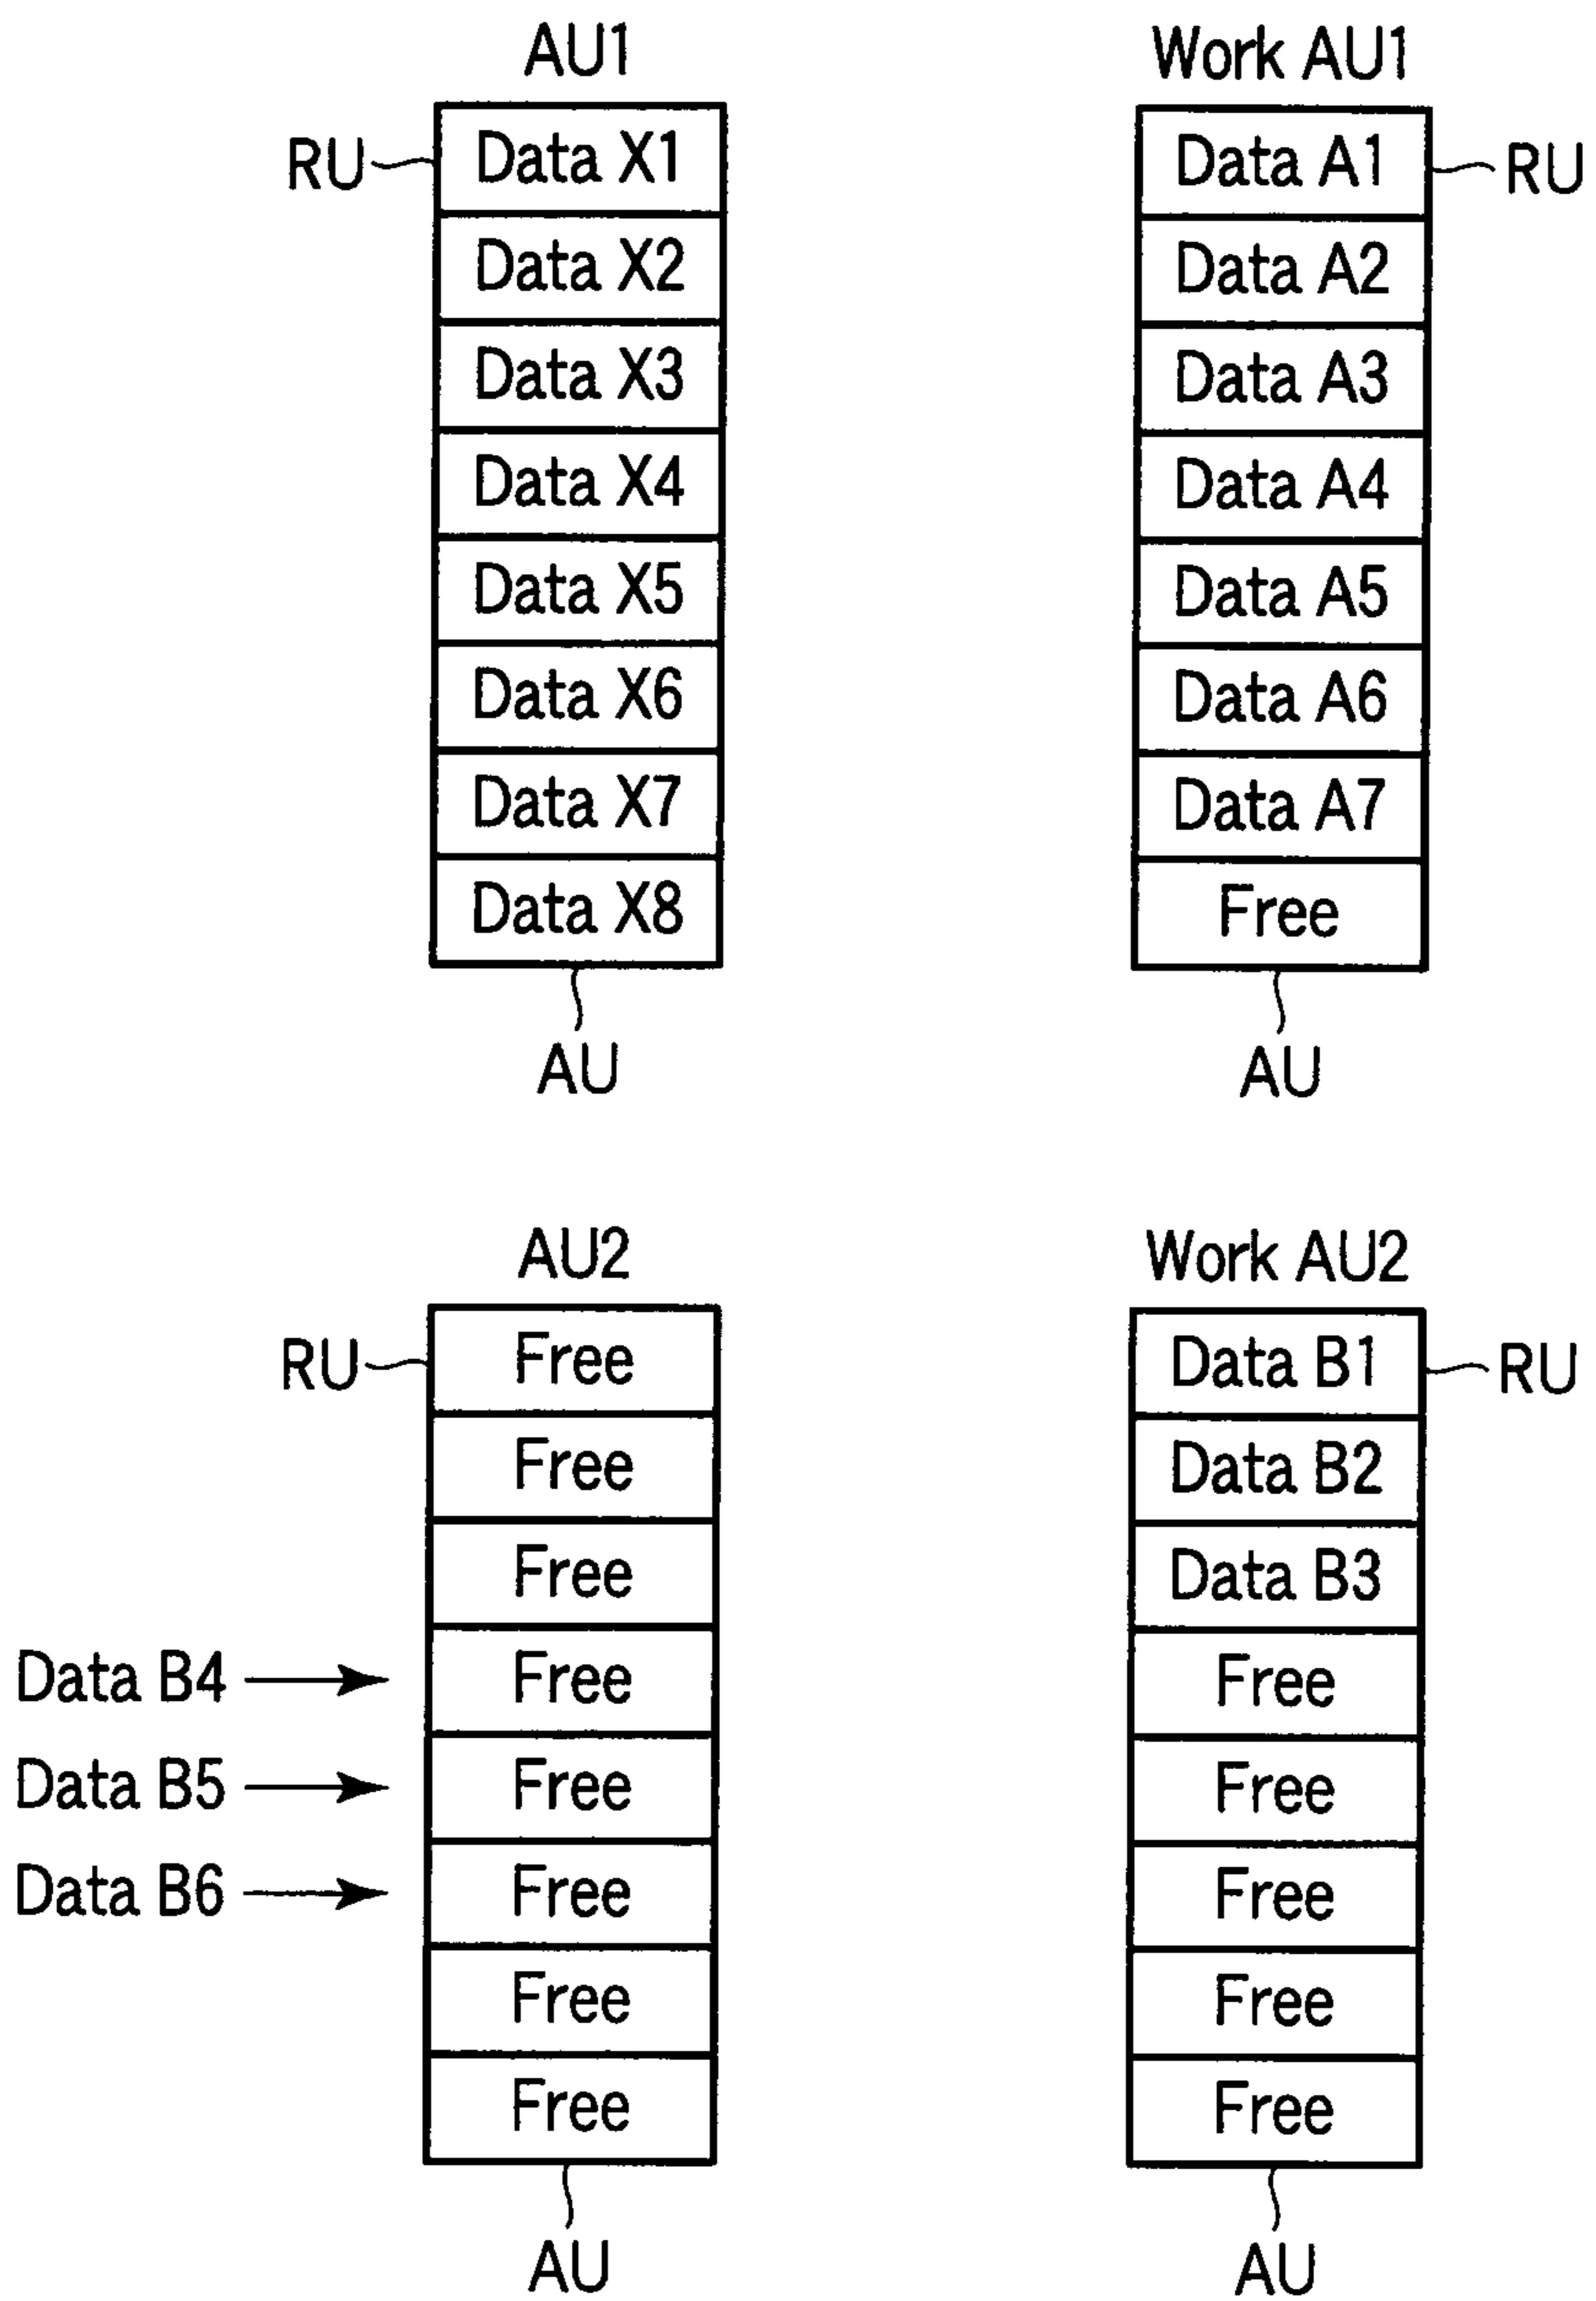 AU1
RU
Data X1
Data X2
Data X3
Data X4
Data X5
Data X6
Data X7
Data X8
AU
Work AU1
Data A1
RU
Data A2
Data A3
Data A4
Data A5
Data A6
Data A7
Free
AU
AU2
RU
Free
Free
Free
Data B4
Free
Data B5
Free
Data B6
Free
Free
Free
AU
Work AU2
Data B1
RU
Data B2
Data B3
Free
Free
Free
Free
Free
AU